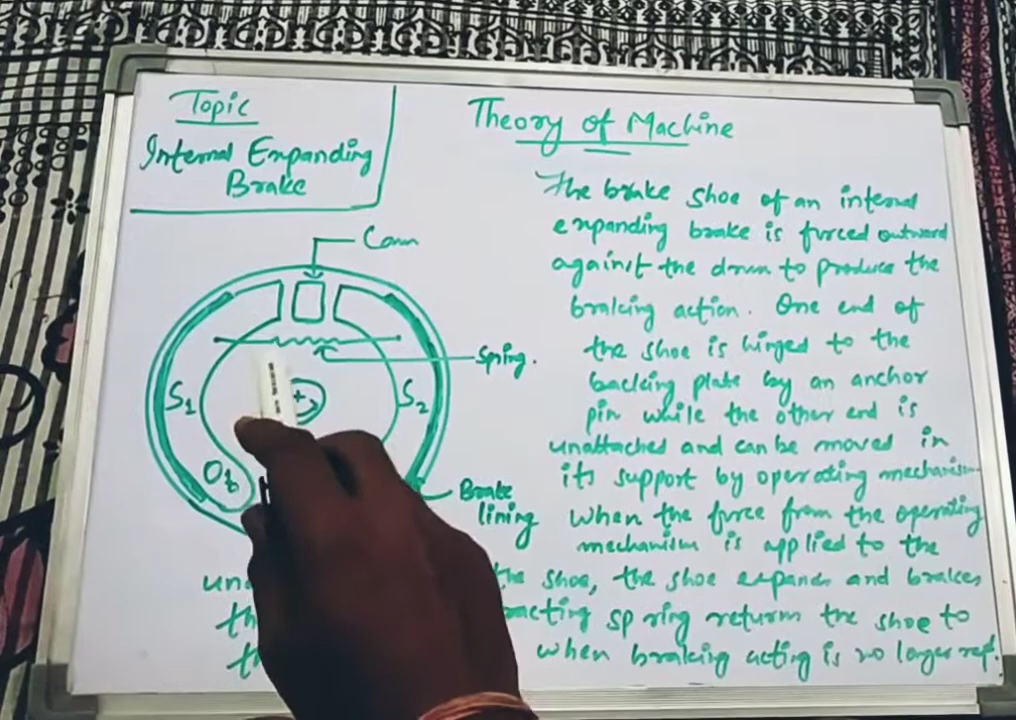 Topic
Internal Expanding
Brake
Theory of Machine
Cam
Spring.
S1
S2
Brake
lining
The brake shoe of an internal
expanding brake is forced outward
against the drum to produce the
braking action. One end of
the shoe is hinged to the
backing plate by an anchor
pin while the other end is
unattached and can be moved in
its support by operating mechanism
When the force from the operating
mechanism is applied to the
the shoe, the shoe expands and brakes
spring return the shoe to
when braking acting is no longer